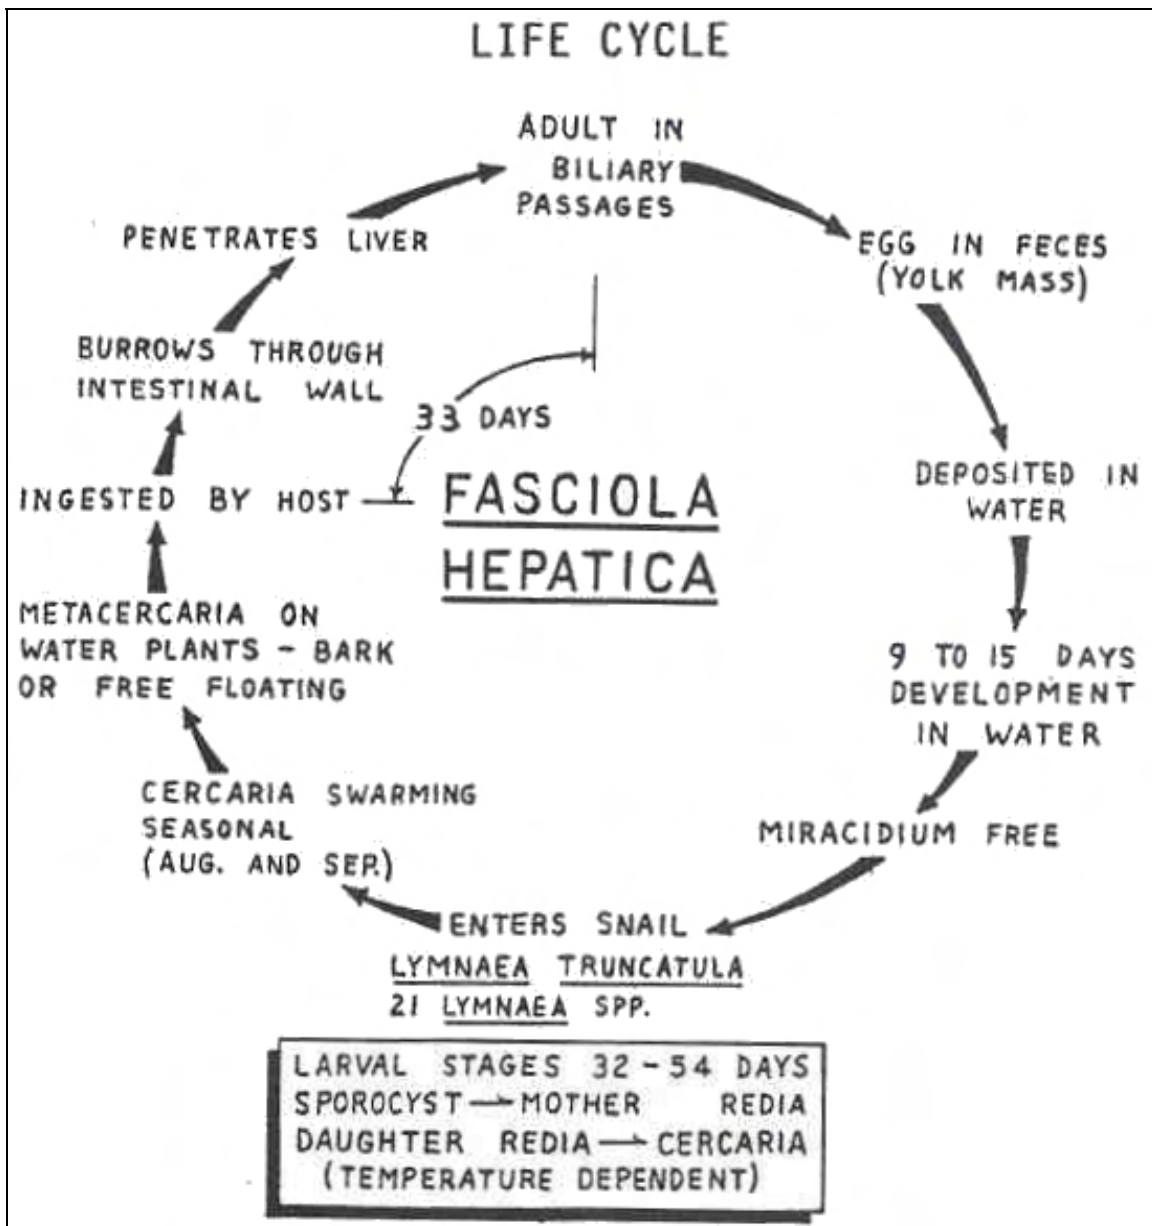 LIFE CYCLE
ADULT IN
BILIARY
PASSAGES
EGG IN FECES
(YOLK MASS)
DEPOSITED IN
WATER
9 TO 15 DAYS
DEVELOPMENT
IN WATER
MIRACIDIUM FREE
ENTERS SNAIL
LYMNAEA TRUNCATULA
21 LYMNAEA SPP.
LARVAL STAGES 32-54 DAYS
SPOROCYST → MOTHER REDIA
DAUGHTER REDIA → CERCARIA
(TEMPERATURE DEPENDENT)
CERCARIA SWARMING
SEASONAL
(AUG. AND SEP.)
METACERCARIA ON
WATER PLANTS - BARK
OR FREE FLOATING
INGESTED BY HOST
BURROWS THROUGH
INTESTINAL WALL
PENETRATES LIVER
33 DAYS
FASCIOLA
HEPATICA